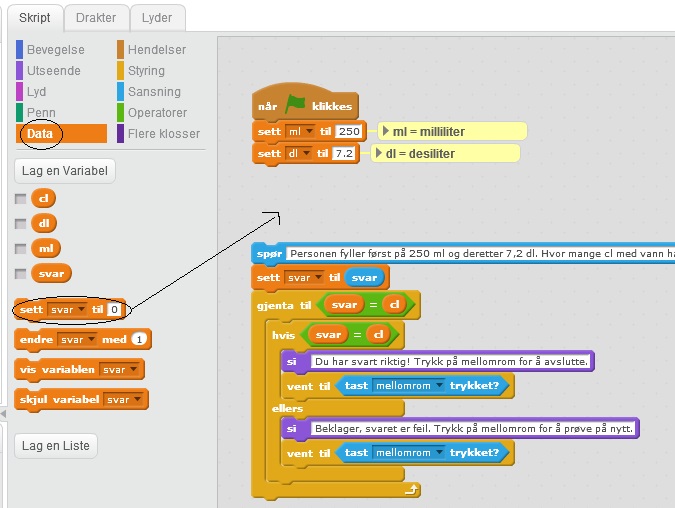 Skript Drakter Lyder
Bevegelse Hendelser
Utseende Styring
Lyd Sansning
Penn Operatorer
Data Flere klosser
Lag en Variabel
cl
dl
ml
svar
sett svar til 0
endre svar med 1
vis variablen svar
skjul variabel svar
Lag en Liste
når klikkes
sett ml til 250 ml = milliliter
sett dl til 7.2 dl = desiliter
spør Personen fyller først på 250 ml og deretter 7,2 dl. Hvor mange cl med vann
sett svar til svar
gjenta til svar = cl
hvis svar = cl
si Du har svart riktig! Trykk på mellomrom for å avslutte.
vent til tast mellomrom trykket?
ellers
si Beklager, svaret er feil. Trykk på mellomrom for å prøve på nytt.
vent til tast mellomrom trykket?